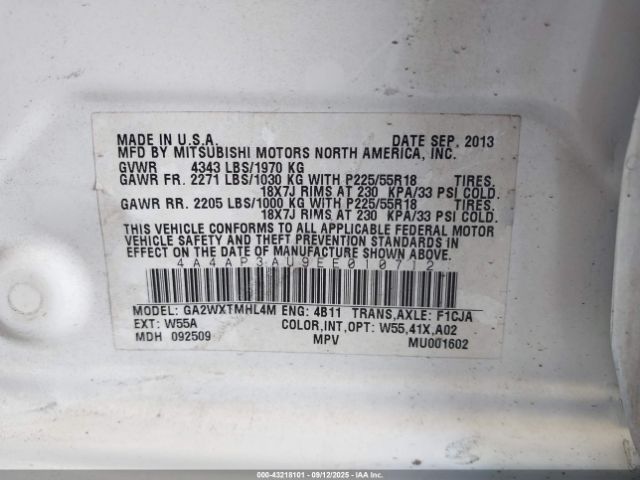 MADE IN U.S.A. DATE SEP, 2013
MFD BY MITSUBISHI MOTORS NORTH AMERICA, INC.
GVWR 4343 LBS/1970 KG
GAWR FR. 2271 LBS/1030 KG WITH P225/55R18 TIRES,
18X7J RIMS AT 230 KPA/33 PSI COLD.
GAWR RR. 2205 LBS/1000 KG WITH P225/55R18 TIRES,
18X7J RIMS AT 230 KPA/33 PSI COLD.
THIS VEHICLE CONFORMS TO ALL APPLICABLE FEDERAL MOTOR
VEHICLE SAFETY AND THEFT PREVENTION STANDARDS IN
EFFECT ON THE DATE OF MANUFACTURE SHOWN ABOVE.
4A4AP3AU9EE010712
MODEL: GA2WXTMHL4M ENG: 4B11 TRANS,AXLE: F1CJA
EXT: W55A COLOR,INT,OPT: W55,41X,A02
MDH 092509 MPV MU001602
000-43218101 - 09/12/2025 - IAA Inc.